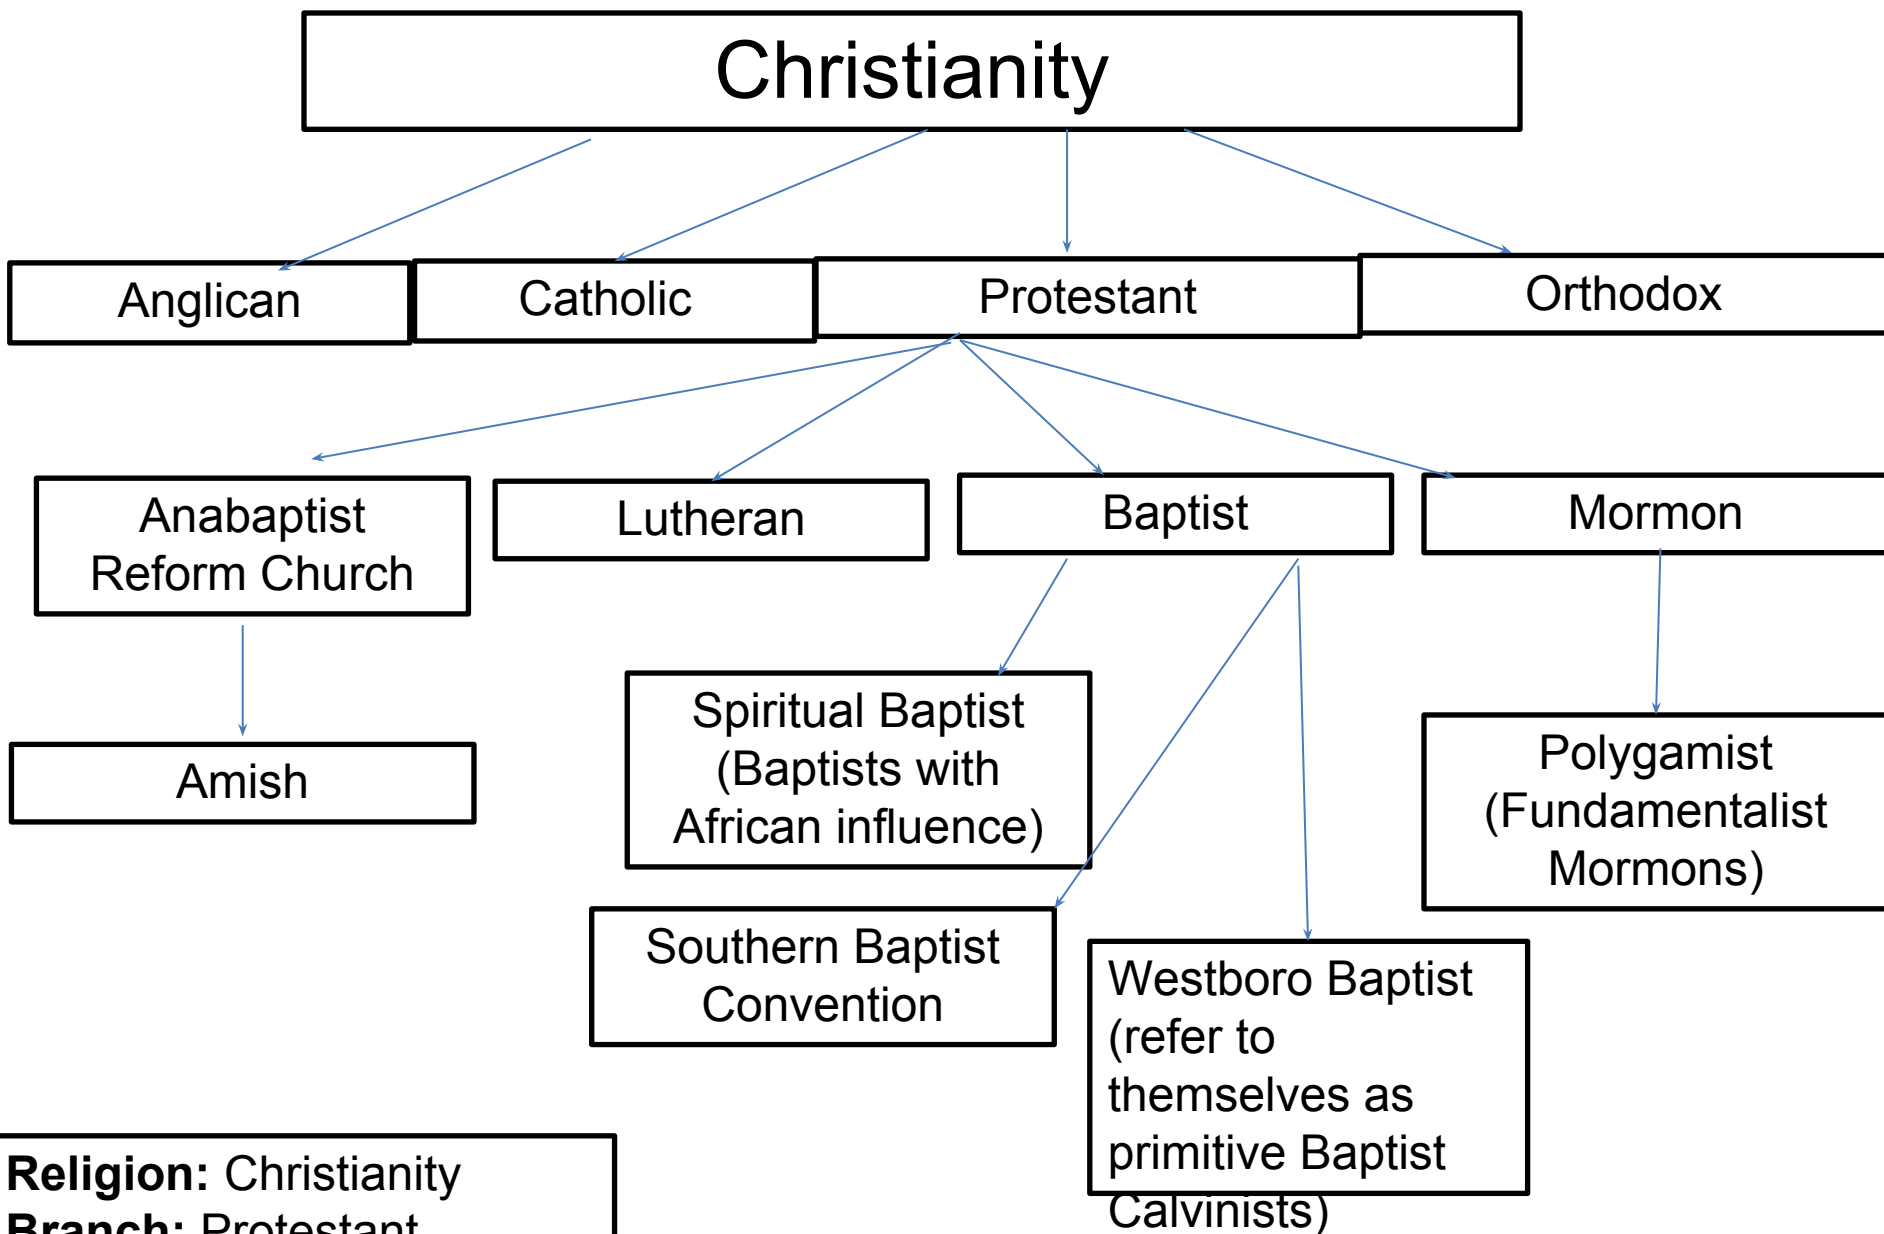 Christianity
Anglican
Catholic
Protestant
Orthodox
Anabaptist
Reform Church
Lutheran
Baptist
Mormon
Amish
Spiritual Baptist
(Baptists with
African influence)
Polygamist
(Fundamentalist
Mormons)
Southern Baptist
Convention
Westboro Baptist
(refer to
themselves as
primitive Baptist
Calvinists)
Religion: Christianity
Branch: Protestant